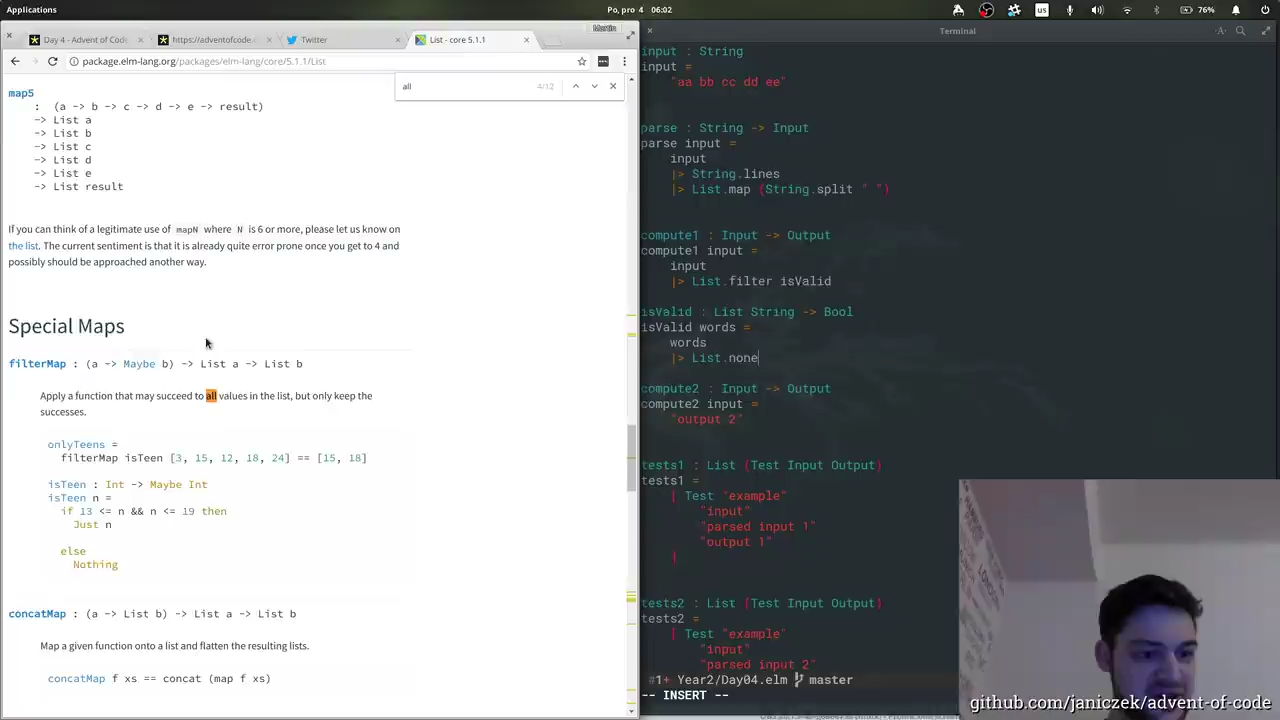 Applications
Po, pro 4 06:02
us
76%
Martin
Day 4 - Advent of Code
https://adventofcode.c
Twitter
List - core 5.1.1
package.elm-lang.org/packages/elm-lang/core/5.1.1/List
all
4/12
map5
: (a -> b -> c -> d -> e -> result)
-> List a
-> List b
-> List c
-> List d
-> List e
-> List result
If you can think of a legitimate use of mapN where N is 6 or more, please let us know on
the list. The current sentiment is that it is already quite error prone once you get to 4 and
possibly should be approached another way.
Special Maps
filterMap : (a -> Maybe b) -> List a -> List b
Apply a function that may succeed to all values in the list, but only keep the
successes.
onlyTeens =
filterMap isTeen [3, 15, 12, 18, 24] == [15, 18]
isTeen : Int -> Maybe Int
isTeen n =
if 13 <= n && n <= 19 then
Just n
else
Nothing
concatMap : (a -> List b) -> List a -> List b
Map a given function onto a list and flatten the resulting lists.
concatMap f xs == concat (map f xs)
Terminal
input : String
input =
"aa bb cc dd ee"
parse : String -> Input
parse input =
input
|> String.lines
|> List.map (String.split " ")
compute1 : Input -> Output
compute1 input =
input
|> List.filter isValid
isValid : List String -> Bool
isValid words =
words
|> List.none
compute2 : Input -> Output
compute2 input =
"output 2"
tests1 : List (Test Input Output)
tests1 =
[ Test "example"
"input"
"parsed input 1"
"output 1"
]
tests2 : List (Test Input Output)
tests2 =
[ Test "example"
"input"
"parsed input 2"
#1+ Year2/Day04.elm master
-- INSERT --
github.com/janiczek/advent-of-code